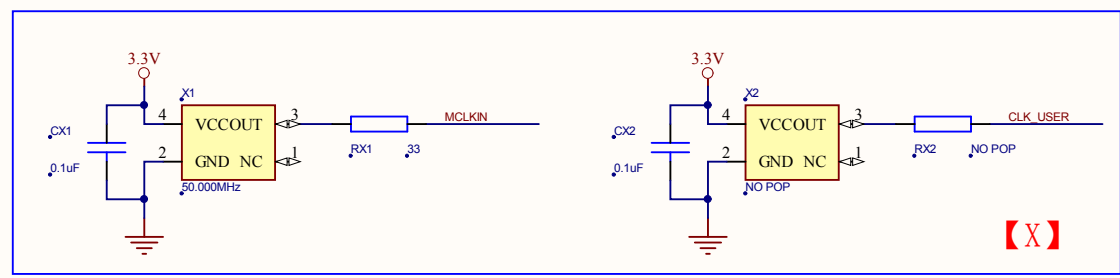 3.3V
X1
4
VCCOUT
3
MCLKIN
CX1
RX1
33
2
GND NC
1
0.1uF
50.000MHz
3.3V
X2
4
VCCOUT
3
CLK_USER
CX2
RX2
NO POP
2
GND NC
1
0.1uF
NO POP
【X】